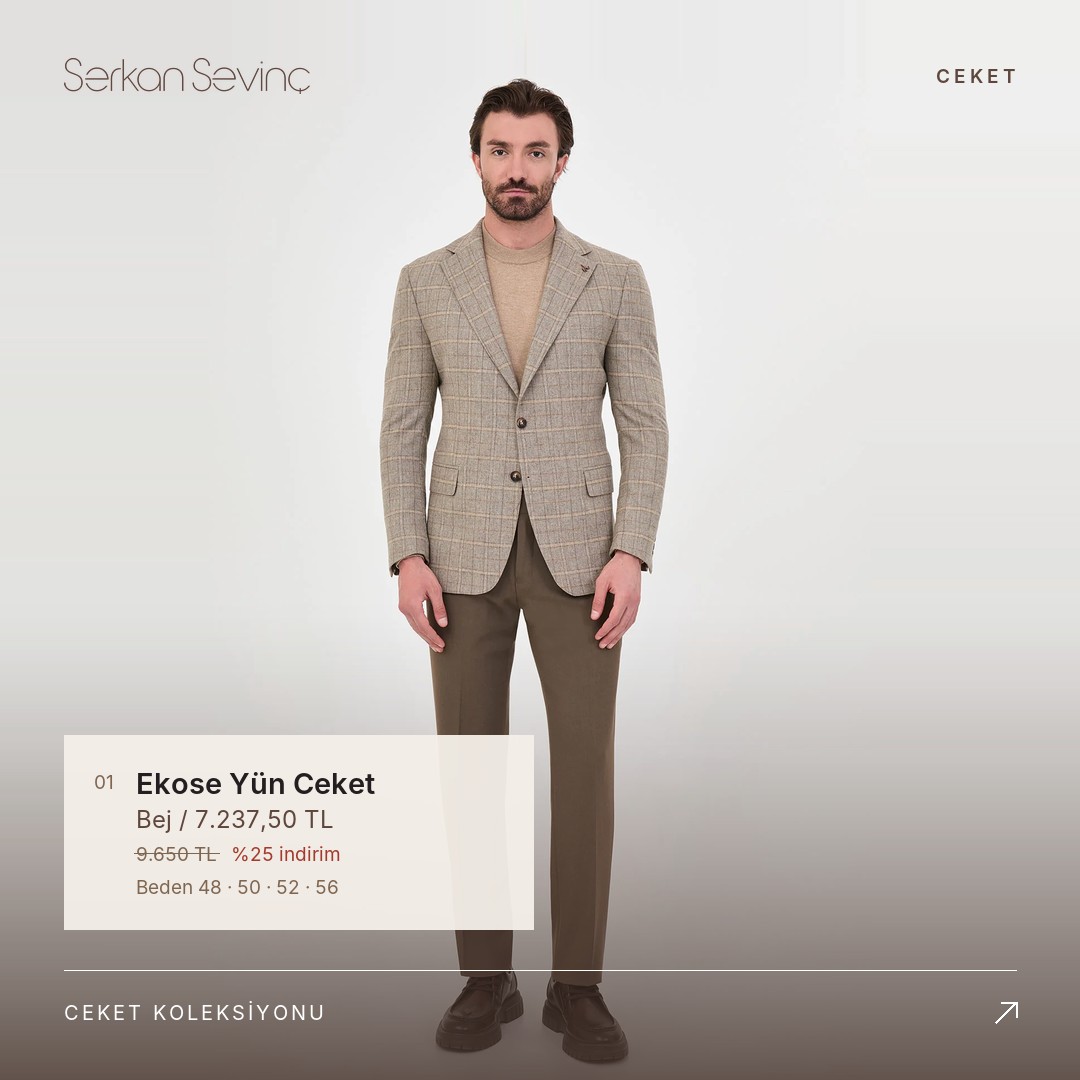 Serkan Sevinç
CEKET
01 Ekose Yün Ceket
Bej / 7.237,50 TL
9.650 TL %25 indirim
Beden 48 · 50 · 52 · 56
CEKET KOLEKSİYONU